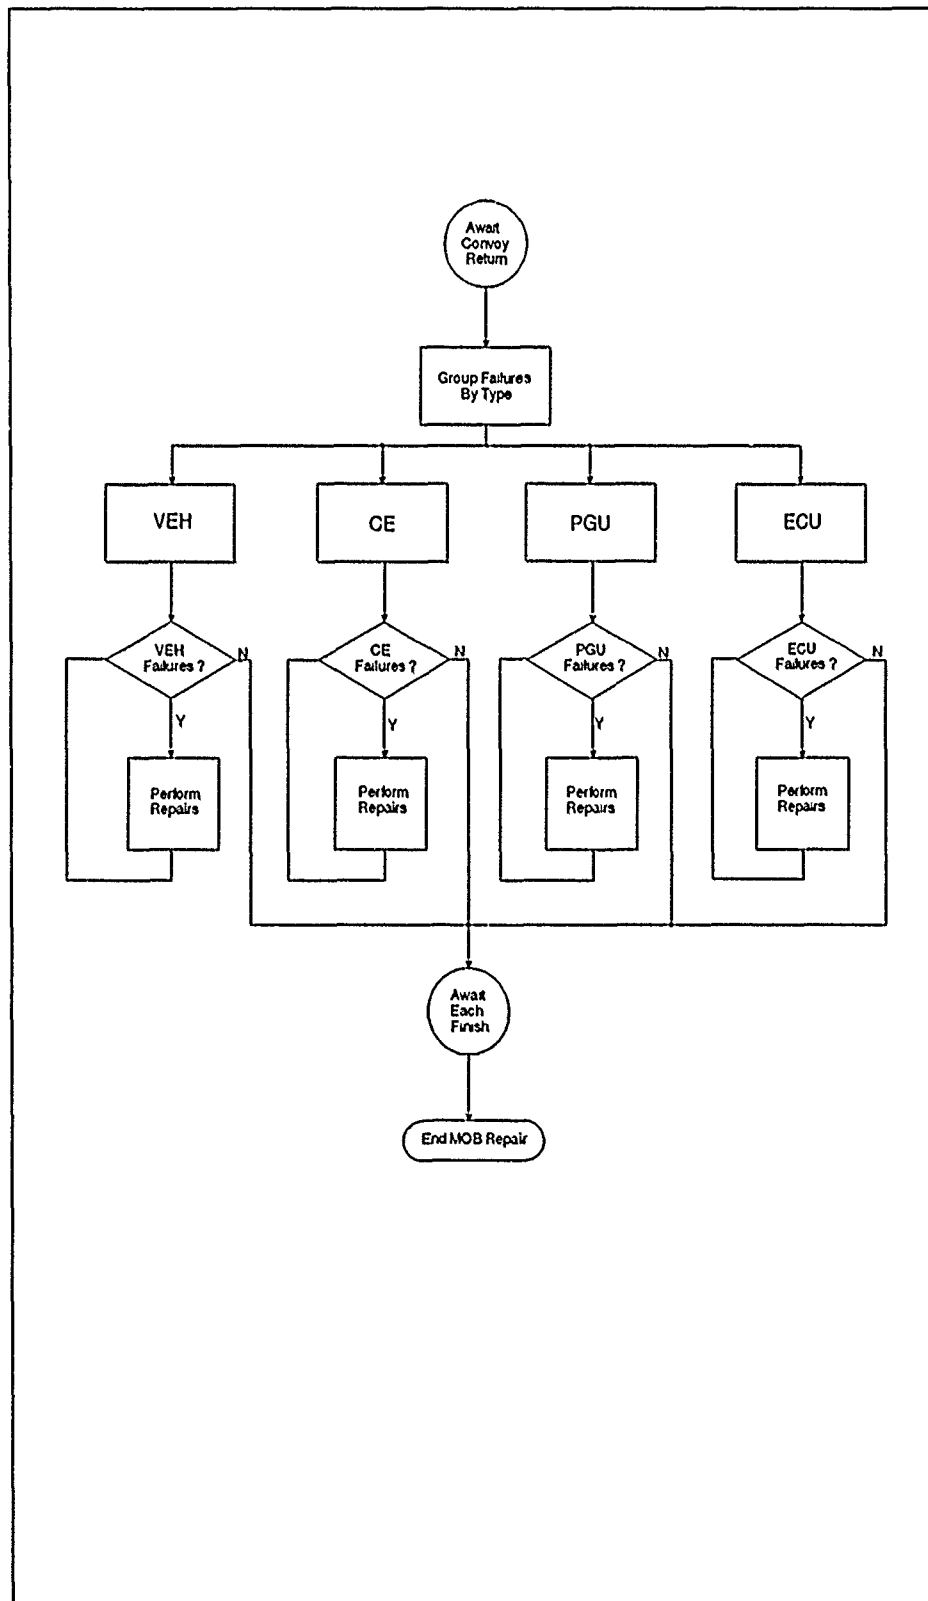 Await
Convoy
Return
Group Failures
By Type
VEH
CE
PGU
ECU
VEH
Failures ?
N
CE
Failures ?
N
PGU
Failures ?
N
ECU
Failures ?
N
Y
Y
Y
Y
Perform
Repairs
Perform
Repairs
Perform
Repairs
Perform
Repairs
Await
Each
Finish
End MOB Repair